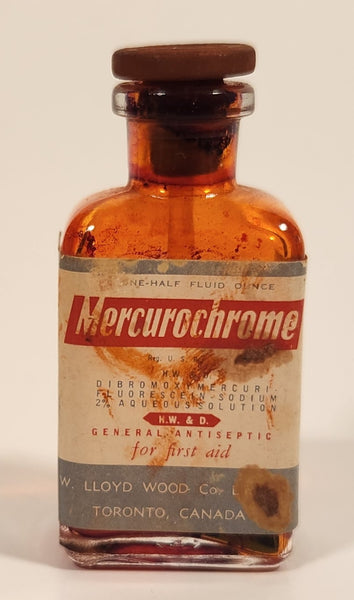 ONE-HALF FLUID OUNCE
Mercurochrome
Reg. U. S.
H. W. & D.
DIBROMOXYMERCURI-
FLUORESCEIN-SODIUM
2% AQUEOUS SOLUTION
H.W. & D.
GENERAL ANTISEPTIC
for first aid
W. LLOYD WOOD Co.
TORONTO, CANADA